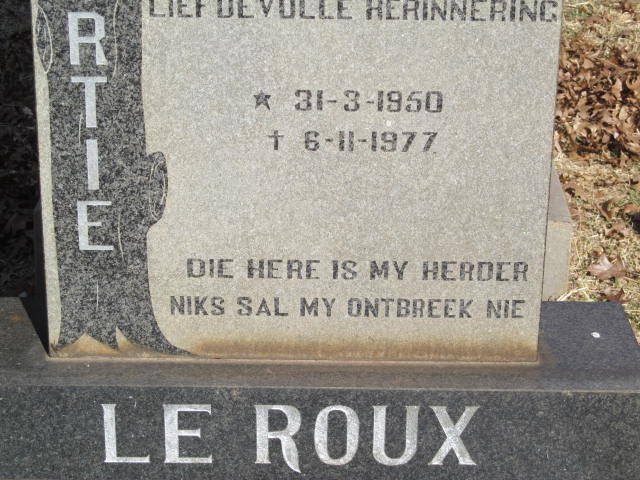 RTIE
LIEFDEVOLLE HERINNERING
★ 31-3-1950
† 6-11-1977
DIE HERE IS MY HERDER
NIKS SAL MY ONTBREEK NIE
LE ROUX